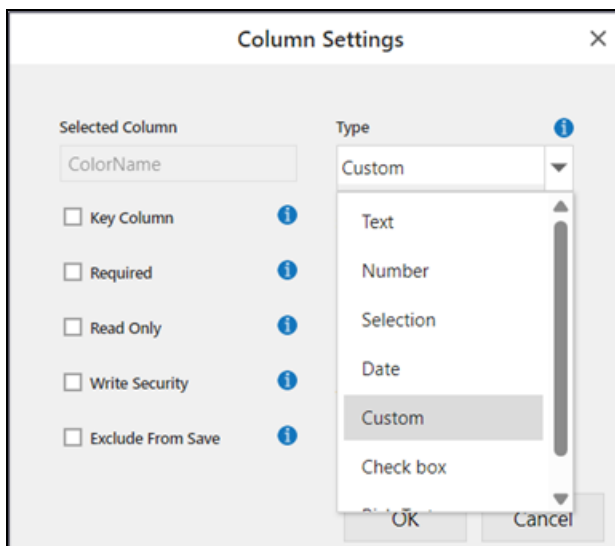 Column Settings
Selected Column
ColorName
Key Column
Required
Read Only
Write Security
Exclude From Save
Type
Custom
Text
Number
Selection
Date
Custom
Check box
OK
Cancel